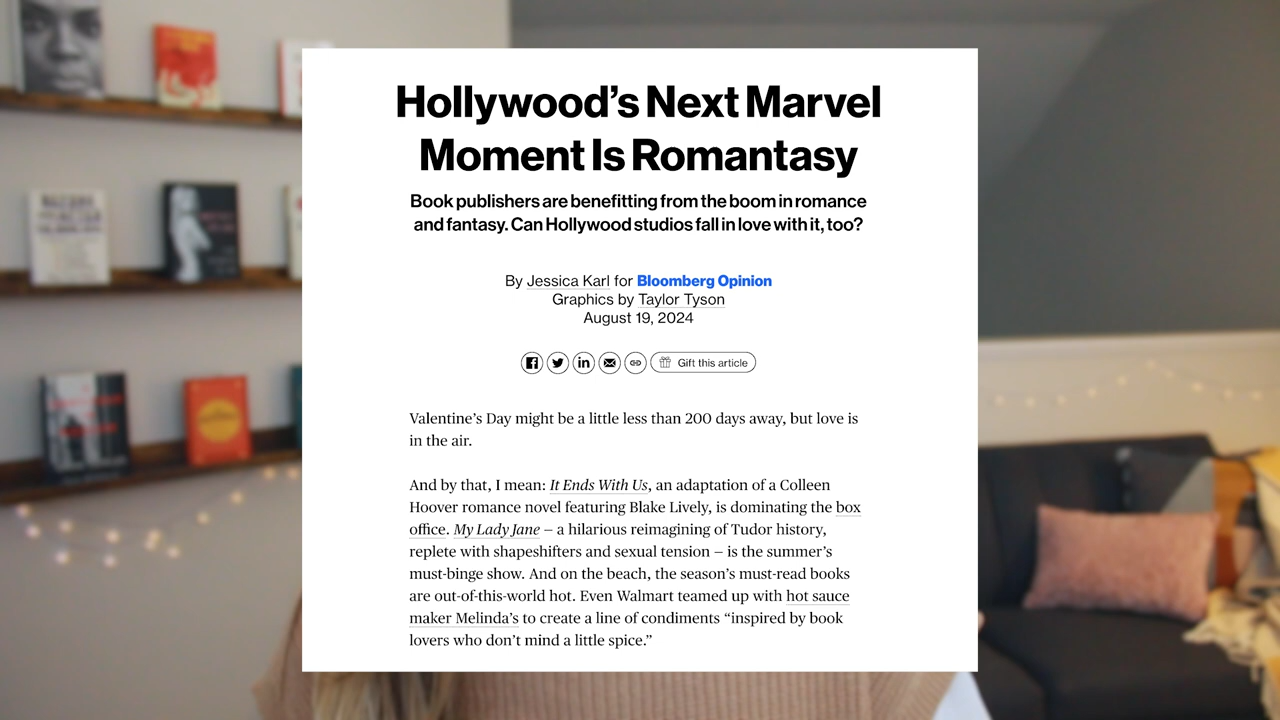 Hollywood’s Next Marvel
Moment Is Romantasy
Book publishers are benefitting from the boom in romance
and fantasy. Can Hollywood studios fall in love with it, too?
By Jessica Karl for Bloomberg Opinion
Graphics by Taylor Tyson
August 19, 2024
Gift this article
Valentine’s Day might be a little less than 200 days away, but love is
in the air.
And by that, I mean: It Ends With Us, an adaptation of a Colleen
Hoover romance novel featuring Blake Lively, is dominating the box
office. My Lady Jane – a hilarious reimagining of Tudor history,
replete with shapeshifters and sexual tension – is the summer’s
must-binge show. And on the beach, the season’s must-read books
are out-of-this-world hot. Even Walmart teamed up with hot sauce
maker Melinda’s to create a line of condiments “inspired by book
lovers who don’t mind a little spice.”